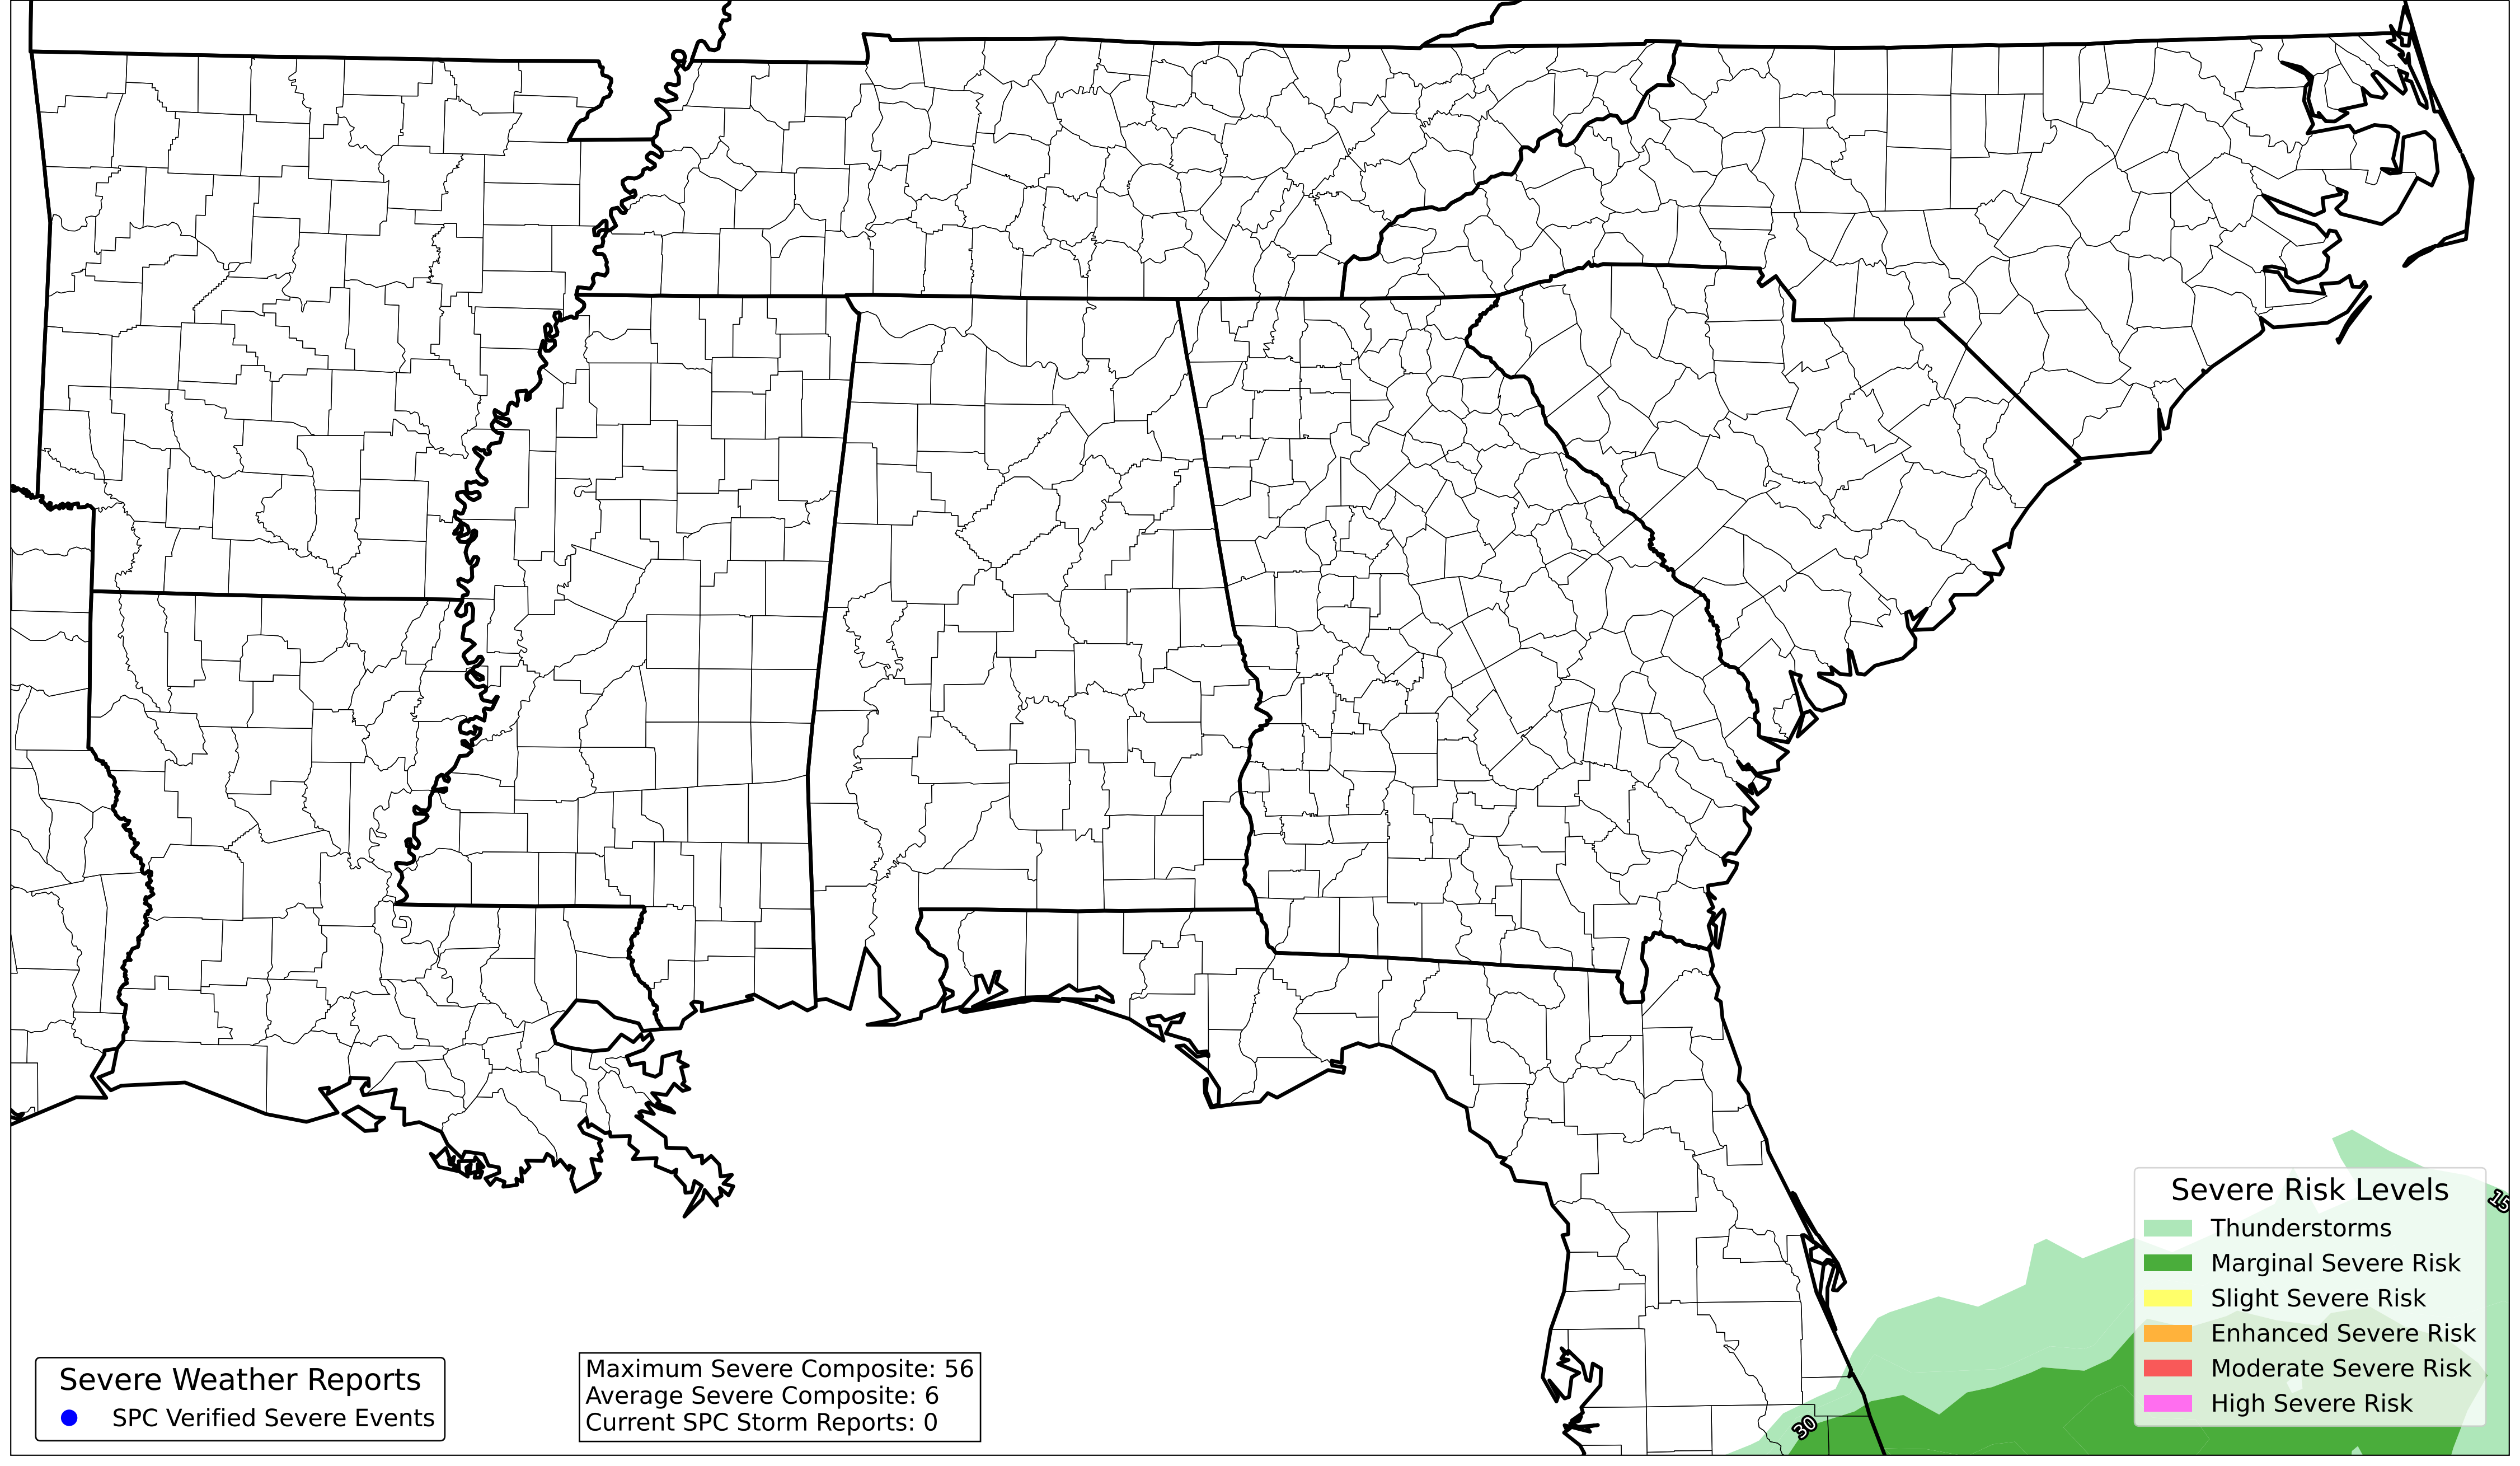 15
Severe Risk Levels
Thunderstorms
Marginal Severe Risk
Slight Severe Risk
Enhanced Severe Risk
Moderate Severe Risk
High Severe Risk
Severe Weather Reports
SPC Verified Severe Events
Maximum Severe Composite: 56
Average Severe Composite: 6
Current SPC Storm Reports: 0
30